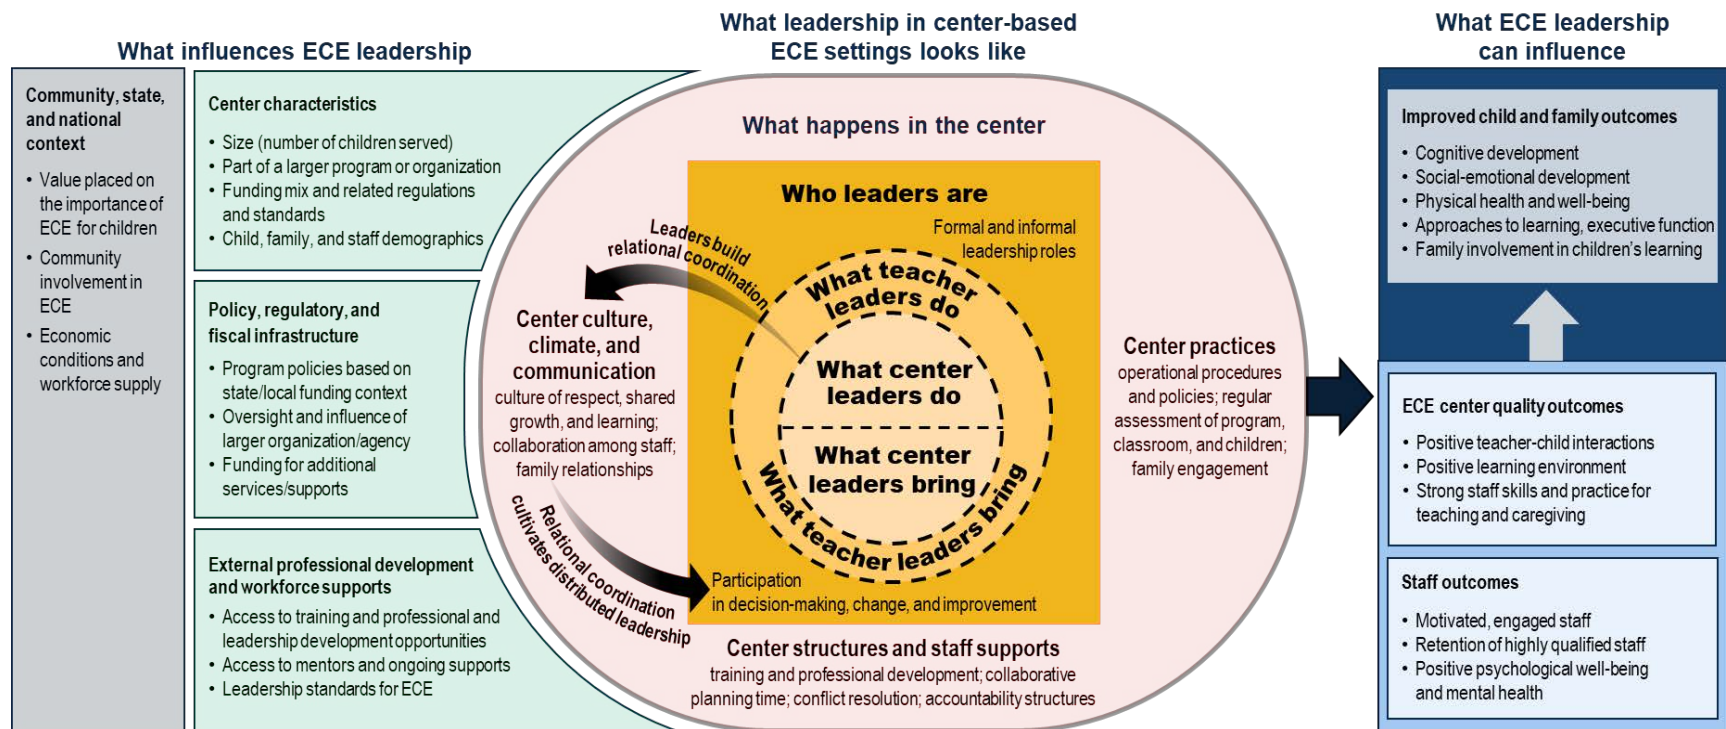 What influences ECE leadership
Community, state,
and national
context
• Value placed on
the importance of
ECE for children
• Community
involvement in
ECE
• Economic
conditions and
workforce supply
Center characteristics
• Size (number of children served)
• Part of a larger program or organization
• Funding mix and related regulations
and standards
• Child, family, and staff demographics
Policy, regulatory, and
fiscal infrastructure
• Program policies based on
state/local funding context
• Oversight and influence of
larger organization/agency
• Funding for additional
services/supports
External professional development
and workforce supports
• Access to training and professional and
leadership development opportunities
• Access to mentors and ongoing supports
• Leadership standards for ECE
What leadership in center-based
ECE settings looks like
What happens in the center
Who leaders are
Formal and informal
leadership roles
Leaders build
relational coordination
What teacher
leaders do
What center
leaders do
What center
leaders bring
What teacher leaders bring
Center culture,
climate, and
communication
culture of respect, shared
growth, and learning;
collaboration among staff;
family relationships
Relational coordination
cultivates distributed leadership
Participation
in decision-making, change, and improvement
Center structures and staff supports
training and professional development; collaborative
planning time; conflict resolution; accountability structures
Center practices
operational procedures
and policies; regular
assessment of program,
classroom, and children;
family engagement
What ECE leadership
can influence
Improved child and family outcomes
• Cognitive development
• Social-emotional development
• Physical health and well-being
• Approaches to learning, executive function
• Family involvement in children's learning
ECE center quality outcomes
• Positive teacher-child interactions
• Positive learning environment
• Strong staff skills and practice for
teaching and caregiving
Staff outcomes
• Motivated, engaged staff
• Retention of highly qualified staff
• Positive psychological well-being
and mental health